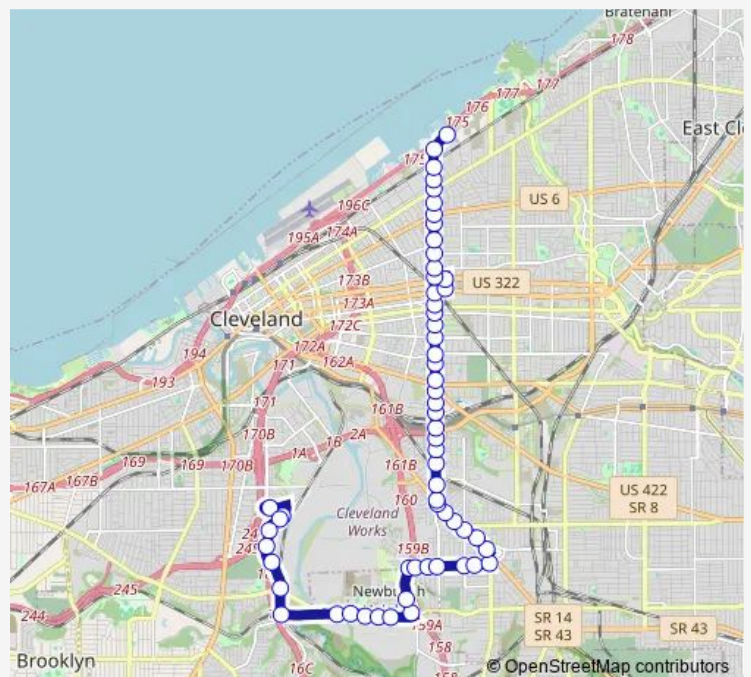 Bratenahl
178
177
177
176
175
175
East Cl
US 6
196C
195A
174A
173B
US 322
173A
Cleveland
172C
172A
194
171
162A
193
171
161B
170B
1B
2A
169
169
170B
1A
161B
167A
167B
160
US 422
SR 8
Cleveland
Works
159B
245
244
Newburgh
159A
SR 14
SR 43
SR 43
158
Brooklyn
16C
158
© OpenStreetMap contributors